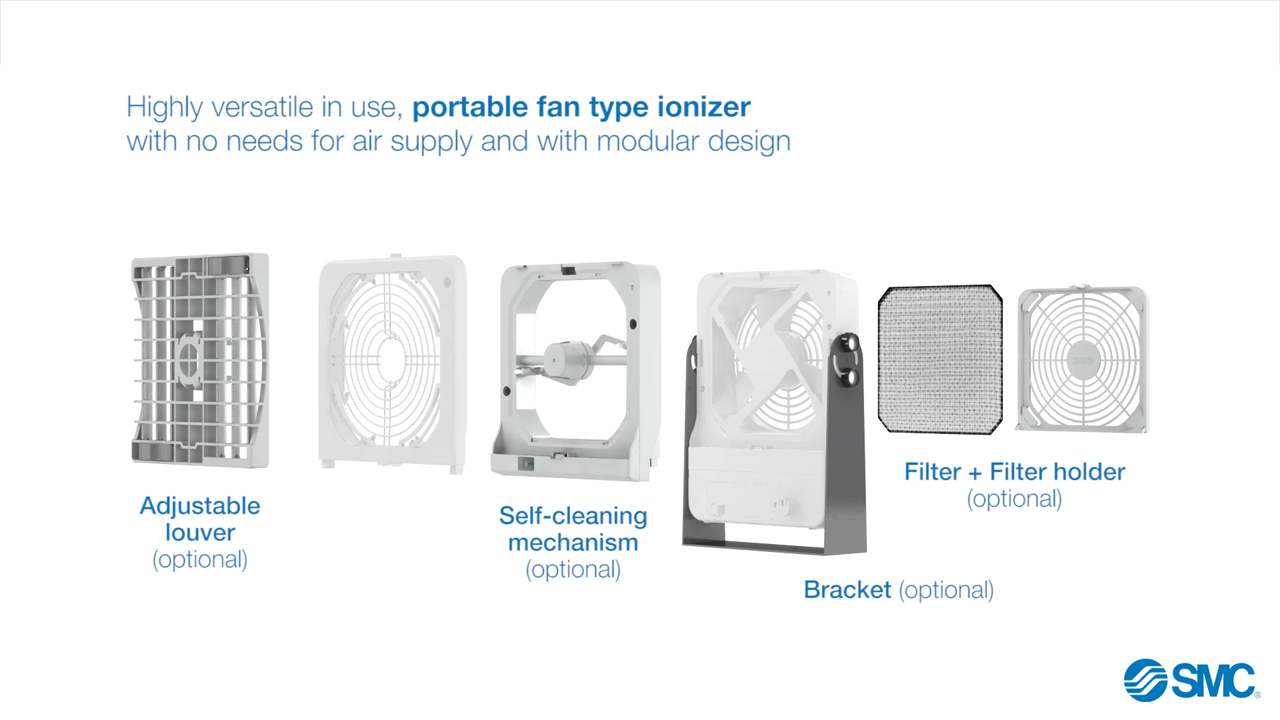 Highly versatile in use, portable fan type ionizer
with no needs for air supply and with modular design
Adjustable
louver
(optional)
Self-cleaning
mechanism
(optional)
Bracket (optional)
Filter + Filter holder
(optional)
SMC®